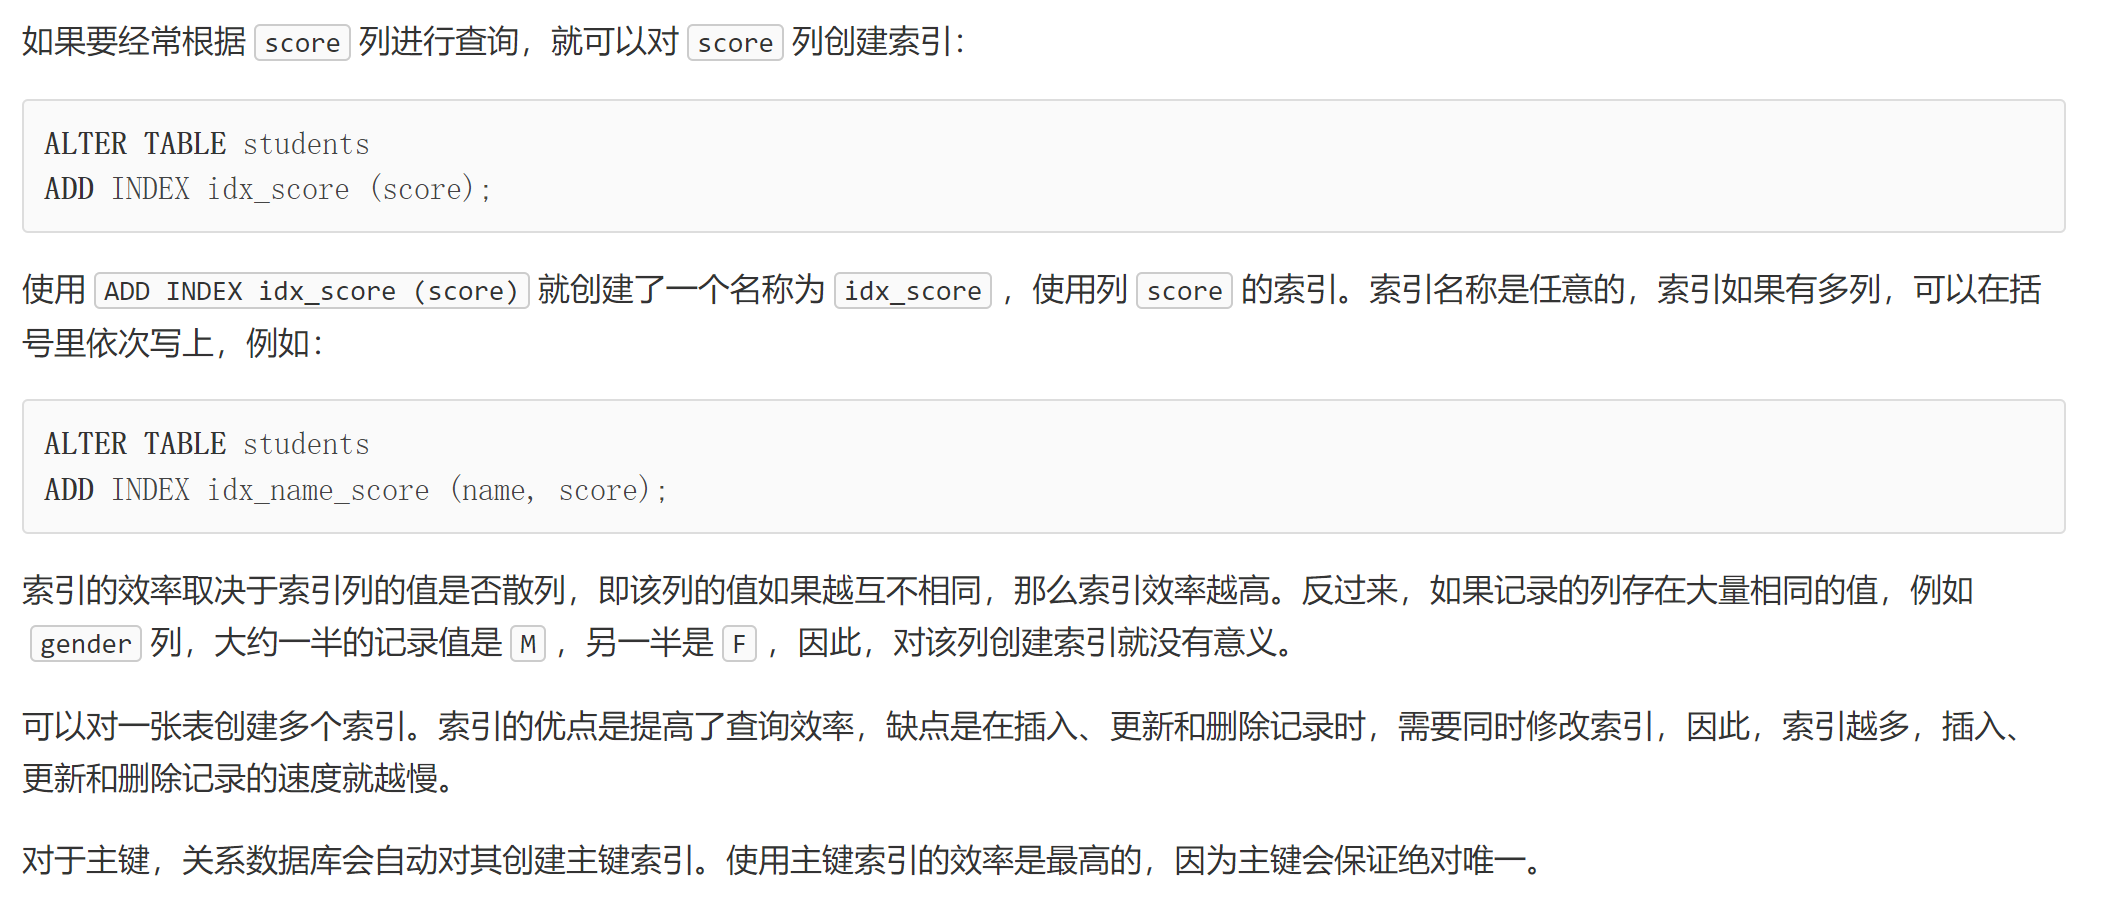 如果要经常根据 score 列进行查询，就可以对 score 列创建索引：
ALTER TABLE students
ADD INDEX idx_score (score);
使用 ADD INDEX idx_score (score) 就创建了一个名称为 idx_score ，使用列 score 的索引。索引名称是任意的，索引如果有多列，可以在括
号里依次写上，例如：
ALTER TABLE students
ADD INDEX idx_name_score (name, score);
索引的效率取决于索引列的值是否散列，即该列的值如果越互不相同，那么索引效率越高。反过来，如果记录的列存在大量相同的值，例如
gender 列，大约一半的记录值是 M ，另一半是 F ，因此，对该列创建索引就没有意义。
可以对一张表创建多个索引。索引的优点是提高了查询效率，缺点是在插入、更新和删除记录时，需要同时修改索引，因此，索引越多，插入、
更新和删除记录的速度就越慢。
对于主键，关系数据库会自动对其创建主键索引。使用主键索引的效率是最高的，因为主键会保证绝对唯一。